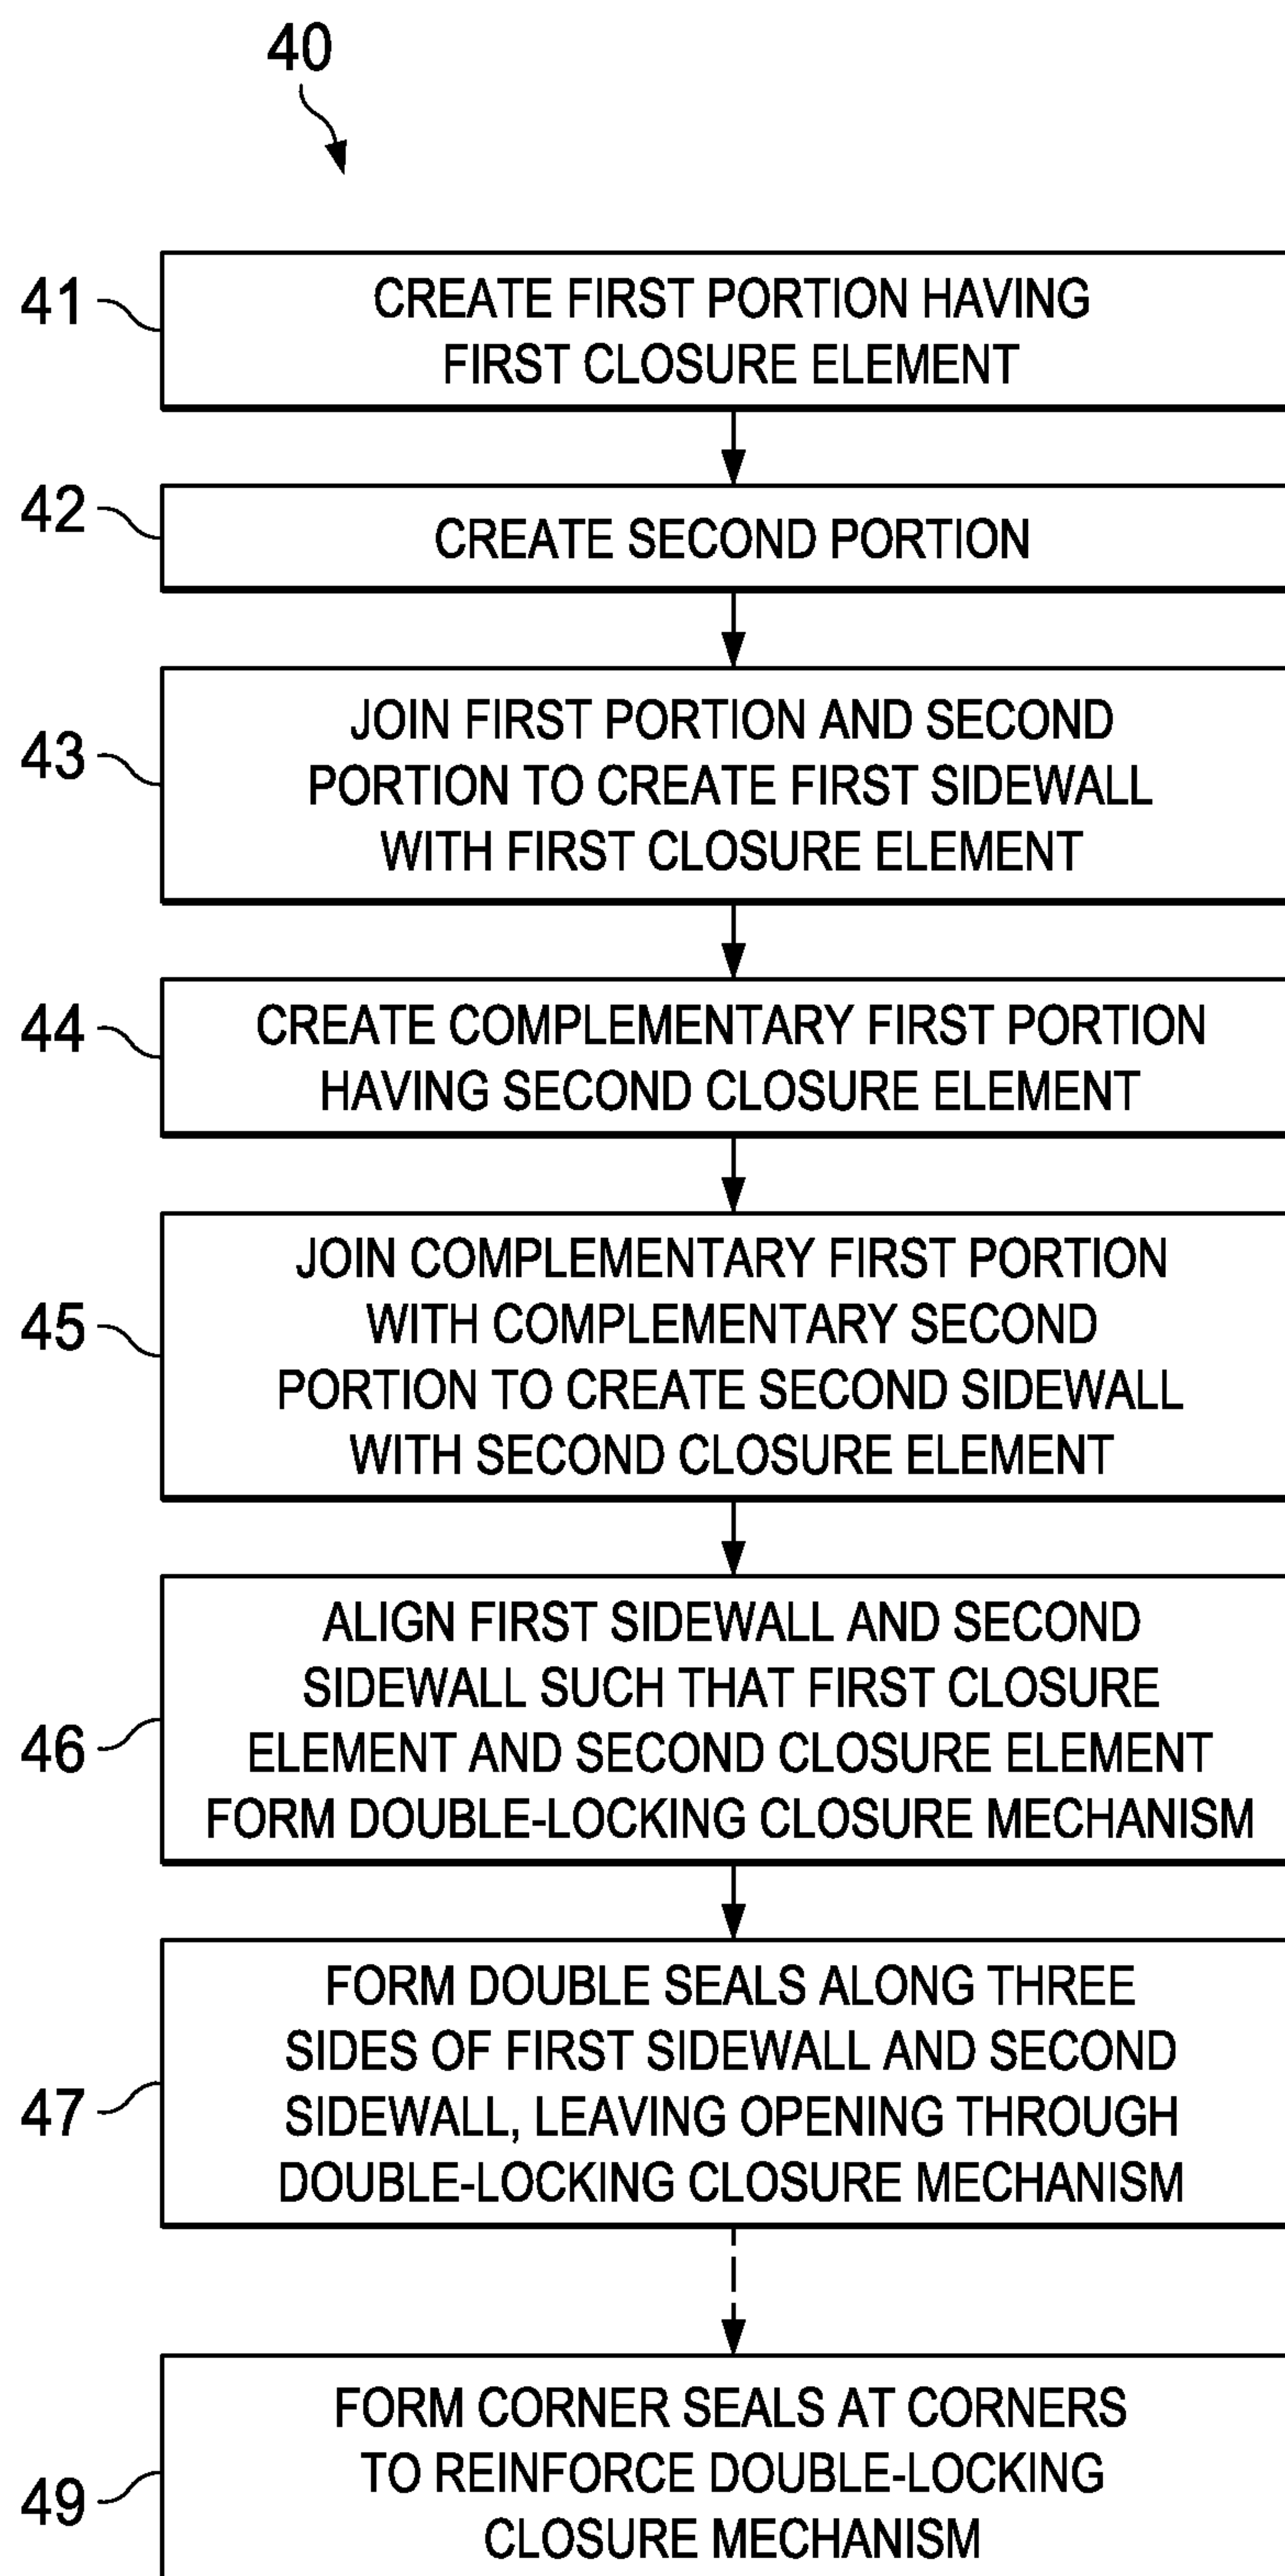 40
41
CREATE FIRST PORTION HAVING
FIRST CLOSURE ELEMENT
42
CREATE SECOND PORTION
43
JOIN FIRST PORTION AND SECOND
PORTION TO CREATE FIRST SIDEWALL
WITH FIRST CLOSURE ELEMENT
44
CREATE COMPLEMENTARY FIRST PORTION
HAVING SECOND CLOSURE ELEMENT
45
JOIN COMPLEMENTARY FIRST PORTION
WITH COMPLEMENTARY SECOND
PORTION TO CREATE SECOND SIDEWALL
WITH SECOND CLOSURE ELEMENT
46
ALIGN FIRST SIDEWALL AND SECOND
SIDEWALL SUCH THAT FIRST CLOSURE
ELEMENT AND SECOND CLOSURE ELEMENT
FORM DOUBLE-LOCKING CLOSURE MECHANISM
47
FORM DOUBLE SEALS ALONG THREE
SIDES OF FIRST SIDEWALL AND SECOND
SIDEWALL, LEAVING OPENING THROUGH
DOUBLE-LOCKING CLOSURE MECHANISM
49
FORM CORNER SEALS AT CORNERS
TO REINFORCE DOUBLE-LOCKING
CLOSURE MECHANISM